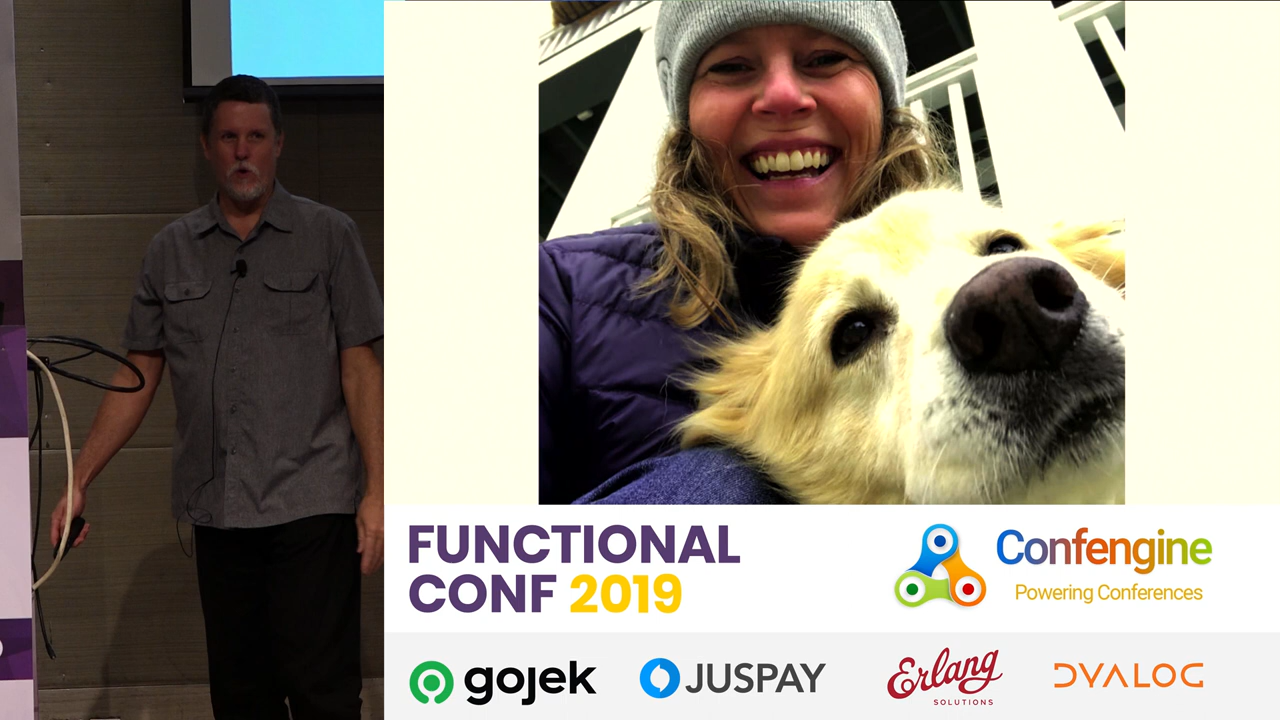 FUNCTIONAL
CONF 2019
Confengine
Powering Conferences
gojek
JUSPAY
Erlang
SOLUTIONS
DYALOG